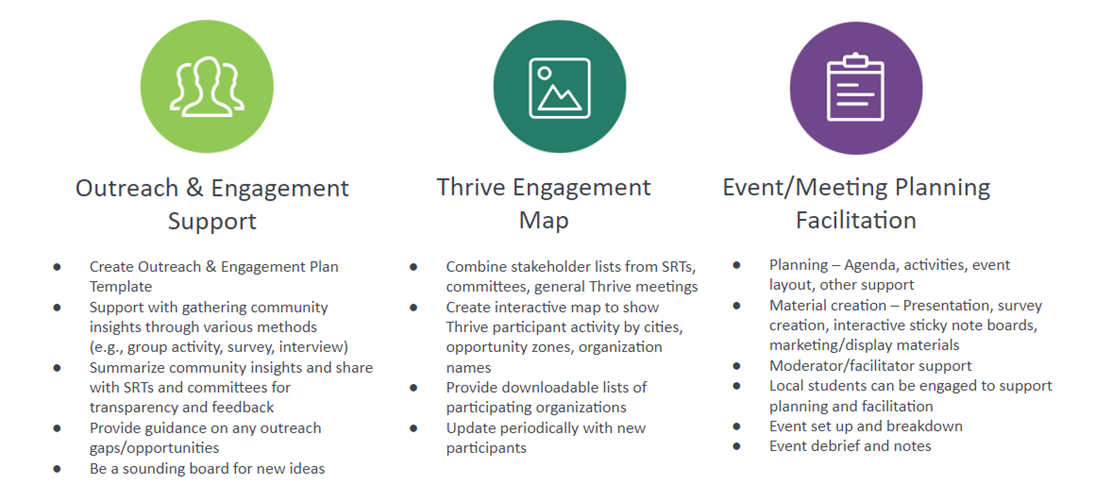 Outreach & Engagement
Support
● Create Outreach & Engagement Plan
Template
● Support with gathering community
insights through various methods
(e.g., group activity, survey, interview)
● Summarize community insights and share
with SRTs and committees for
transparency and feedback
● Provide guidance on any outreach
gaps/opportunities
● Be a sounding board for new ideas
Thrive Engagement
Map
● Combine stakeholder lists from SRTs,
committees, general Thrive meetings
● Create interactive map to show
Thrive participant activity by cities,
opportunity zones, organization
names
● Provide downloadable lists of
participating organizations
● Update periodically with new
participants
Event/Meeting Planning
Facilitation
● Planning – Agenda, activities, event
layout, other support
● Material creation – Presentation, survey
creation, interactive sticky note boards,
marketing/display materials
● Moderator/facilitator support
● Local students can be engaged to support
planning and facilitation
● Event set up and breakdown
● Event debrief and notes